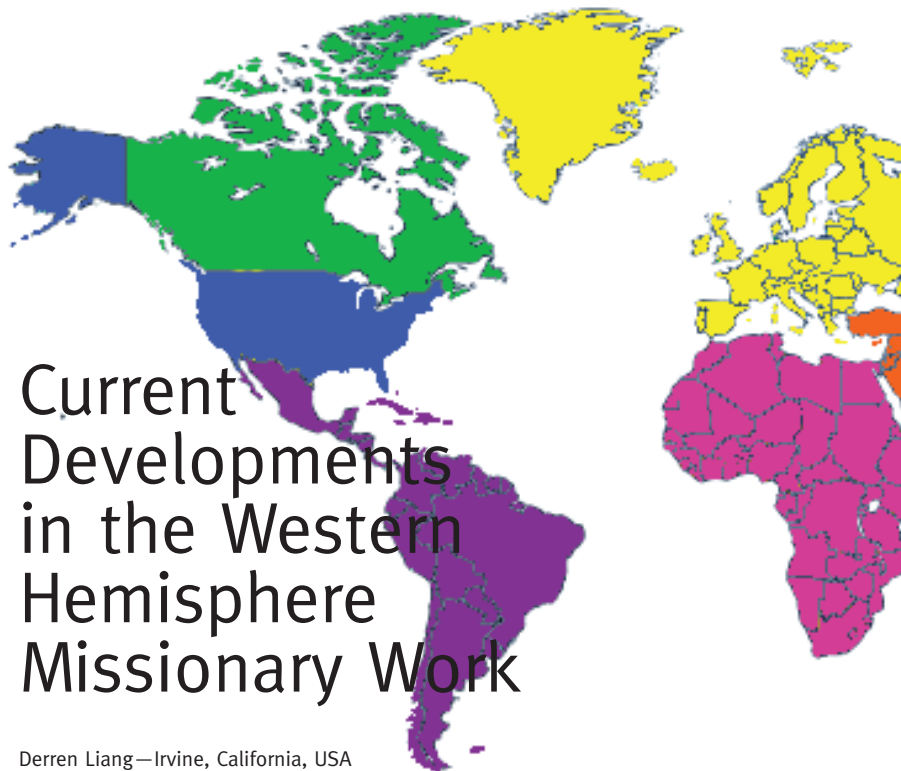 Current
Developments
in the Western
Hemisphere
Missionary Work
Derren Liang—Irvine, California, USA